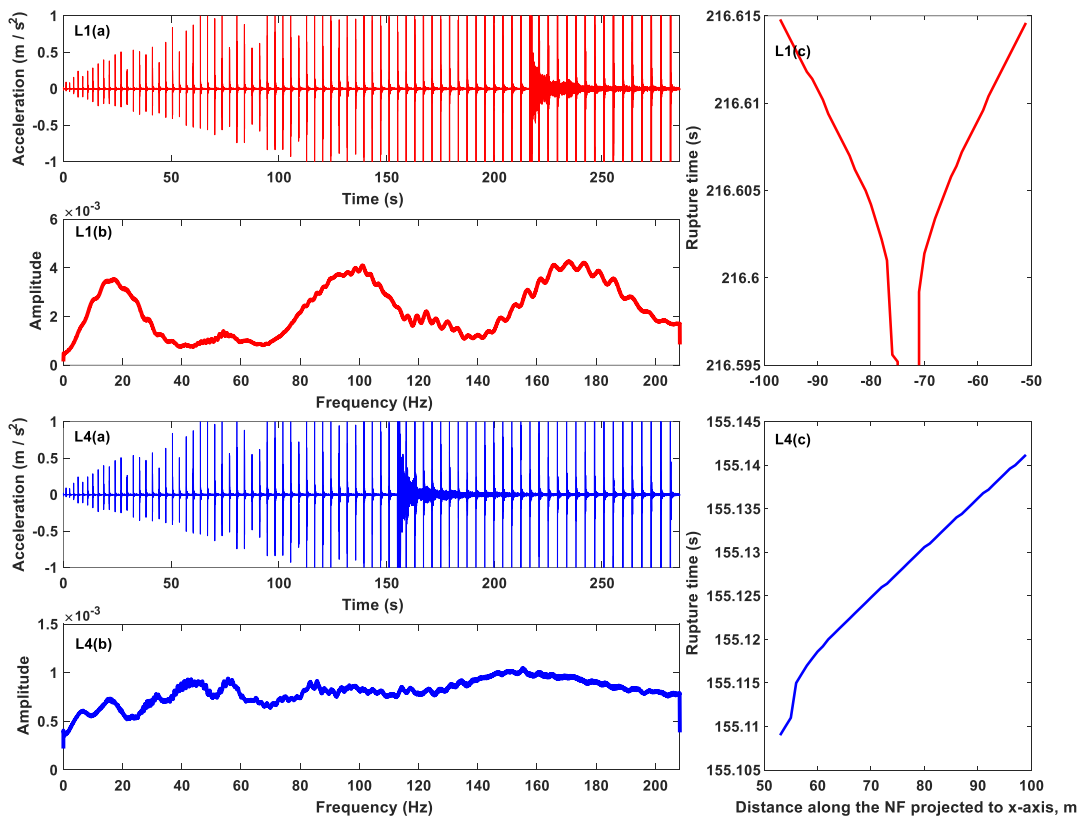 L1(a)
Acceleration (m / s²)
1
0.5
0
-0.5
-1
0 50 100 150 200 250
Time (s)
×10⁻³
L1(b)
Amplitude
6
4
2
0
0 20 40 60 80 100 120 140 160 180 200
Frequency (Hz)
L1(c)
Rupture time (s)
216.615
216.61
216.605
216.6
216.595
-100 -90 -80 -70 -60 -50
L4(a)
Acceleration (m / s²)
1
0.5
0
-0.5
-1
0 50 100 150 200 250
Time (s)
×10⁻³
L4(b)
Amplitude
1.5
1
0.5
0
0 20 40 60 80 100 120 140 160 180 200
Frequency (Hz)
L4(c)
Rupture time (s)
155.145
155.14
155.135
155.13
155.125
155.12
155.115
155.11
155.105
50 60 70 80 90 100
Distance along the NF projected to x-axis, m